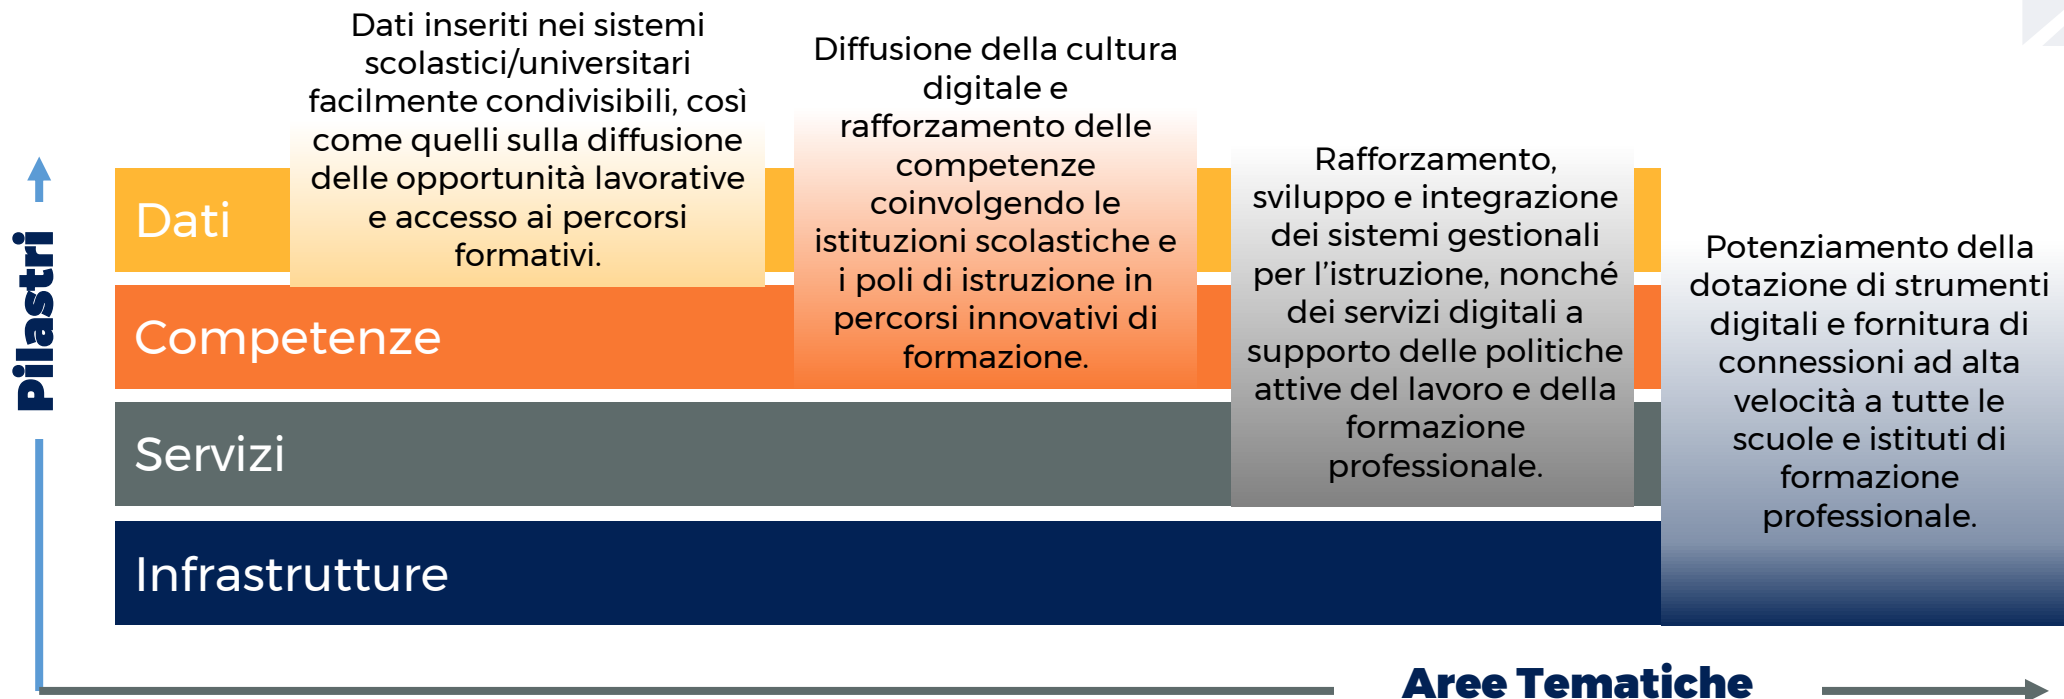 Pilastri
Dati
Dati inseriti nei sistemi
scolastici/universitari
facilmente condivisibili, così
come quelli sulla diffusione
delle opportunità lavorative
e accesso ai percorsi
formativi.
Competenze
Diffusione della cultura
digitale e
rafforzamento delle
competenze
coinvolgendo le
istituzioni scolastiche e
i poli di istruzione in
percorsi innovativi di
formazione.
Servizi
Rafforzamento,
sviluppo e integrazione
dei sistemi gestionali
per l’istruzione, nonché
dei servizi digitali a
supporto delle politiche
attive del lavoro e della
formazione
professionale.
Infrastrutture
Potenziamento della
dotazione di strumenti
digitali e fornitura di
connessioni ad alta
velocità a tutte le
scuole e istituti di
formazione
professionale.
Aree Tematiche